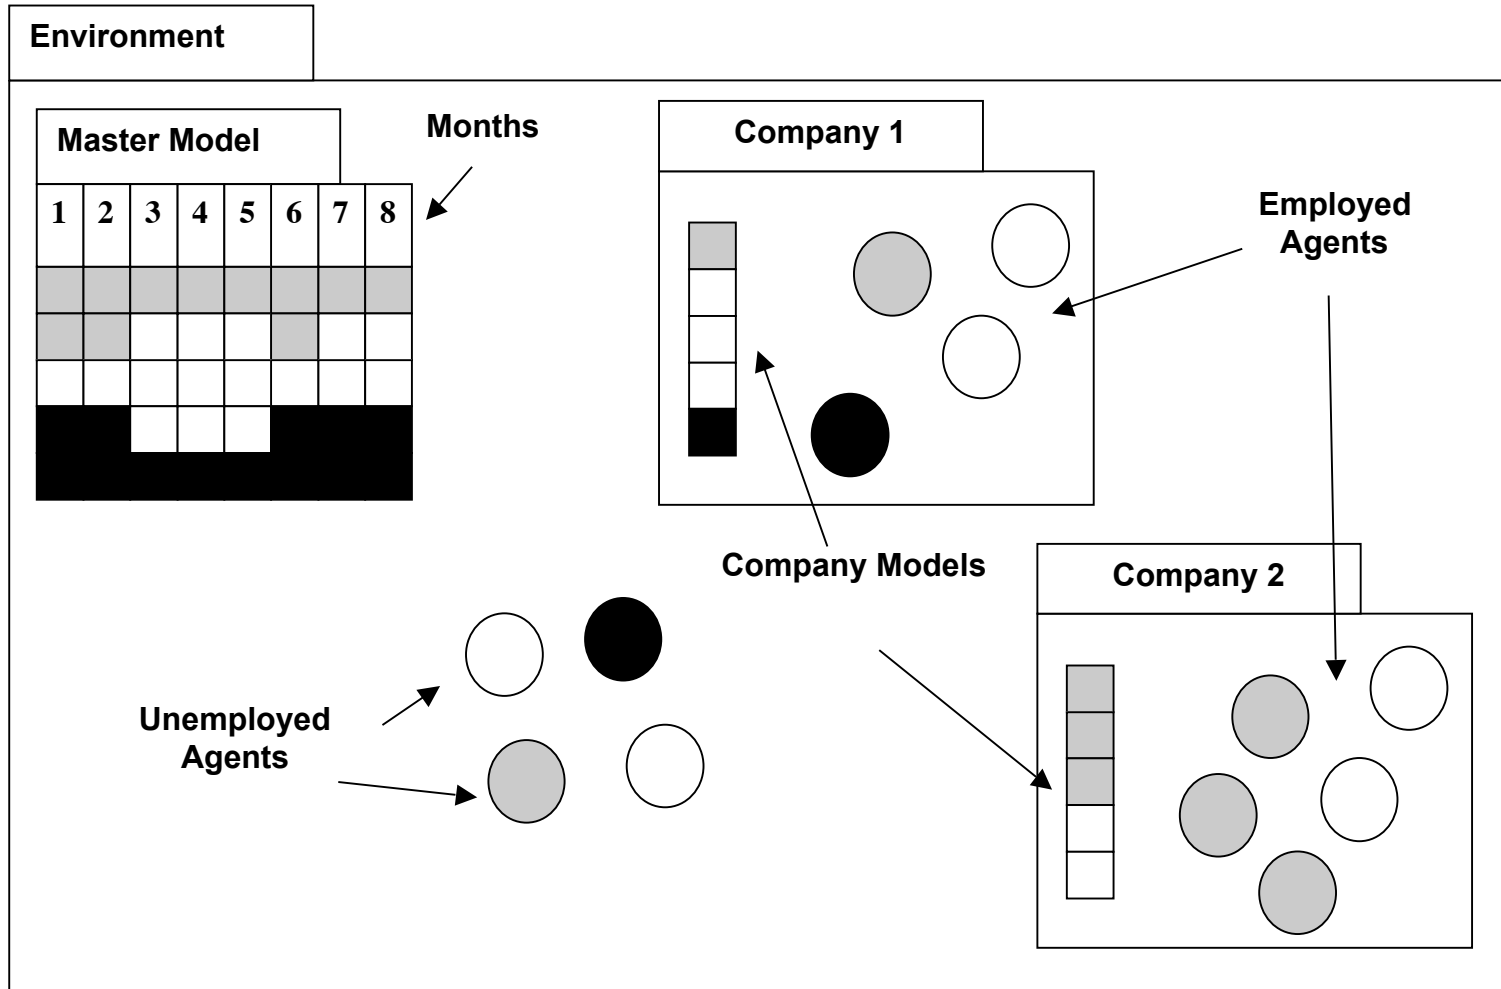 Environment
Master Model
Months
1 2 3 4 5 6 7 8
Company 1
Employed
Agents
Company Models
Company 2
Unemployed
Agents